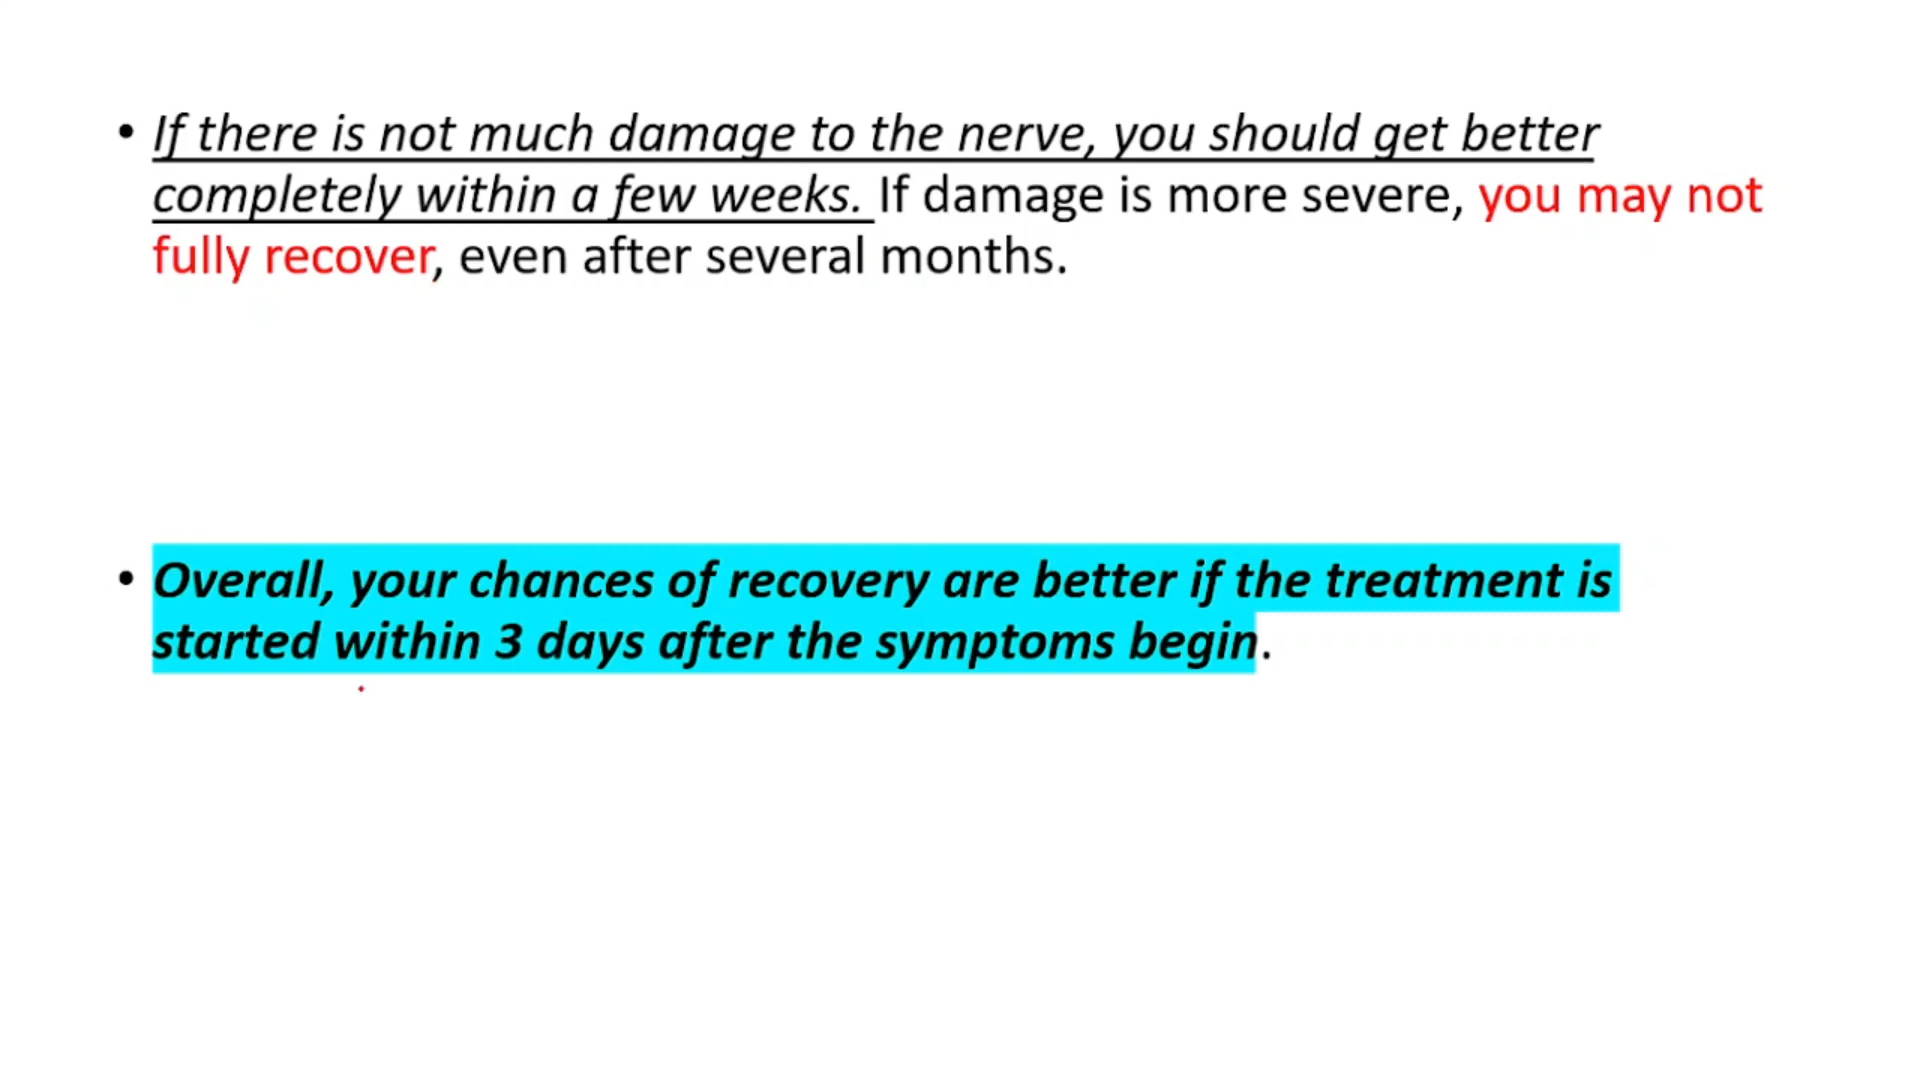 • If there is not much damage to the nerve, you should get better
completely within a few weeks. If damage is more severe, you may not
fully recover, even after several months.
• Overall, your chances of recovery are better if the treatment is
started within 3 days after the symptoms begin.